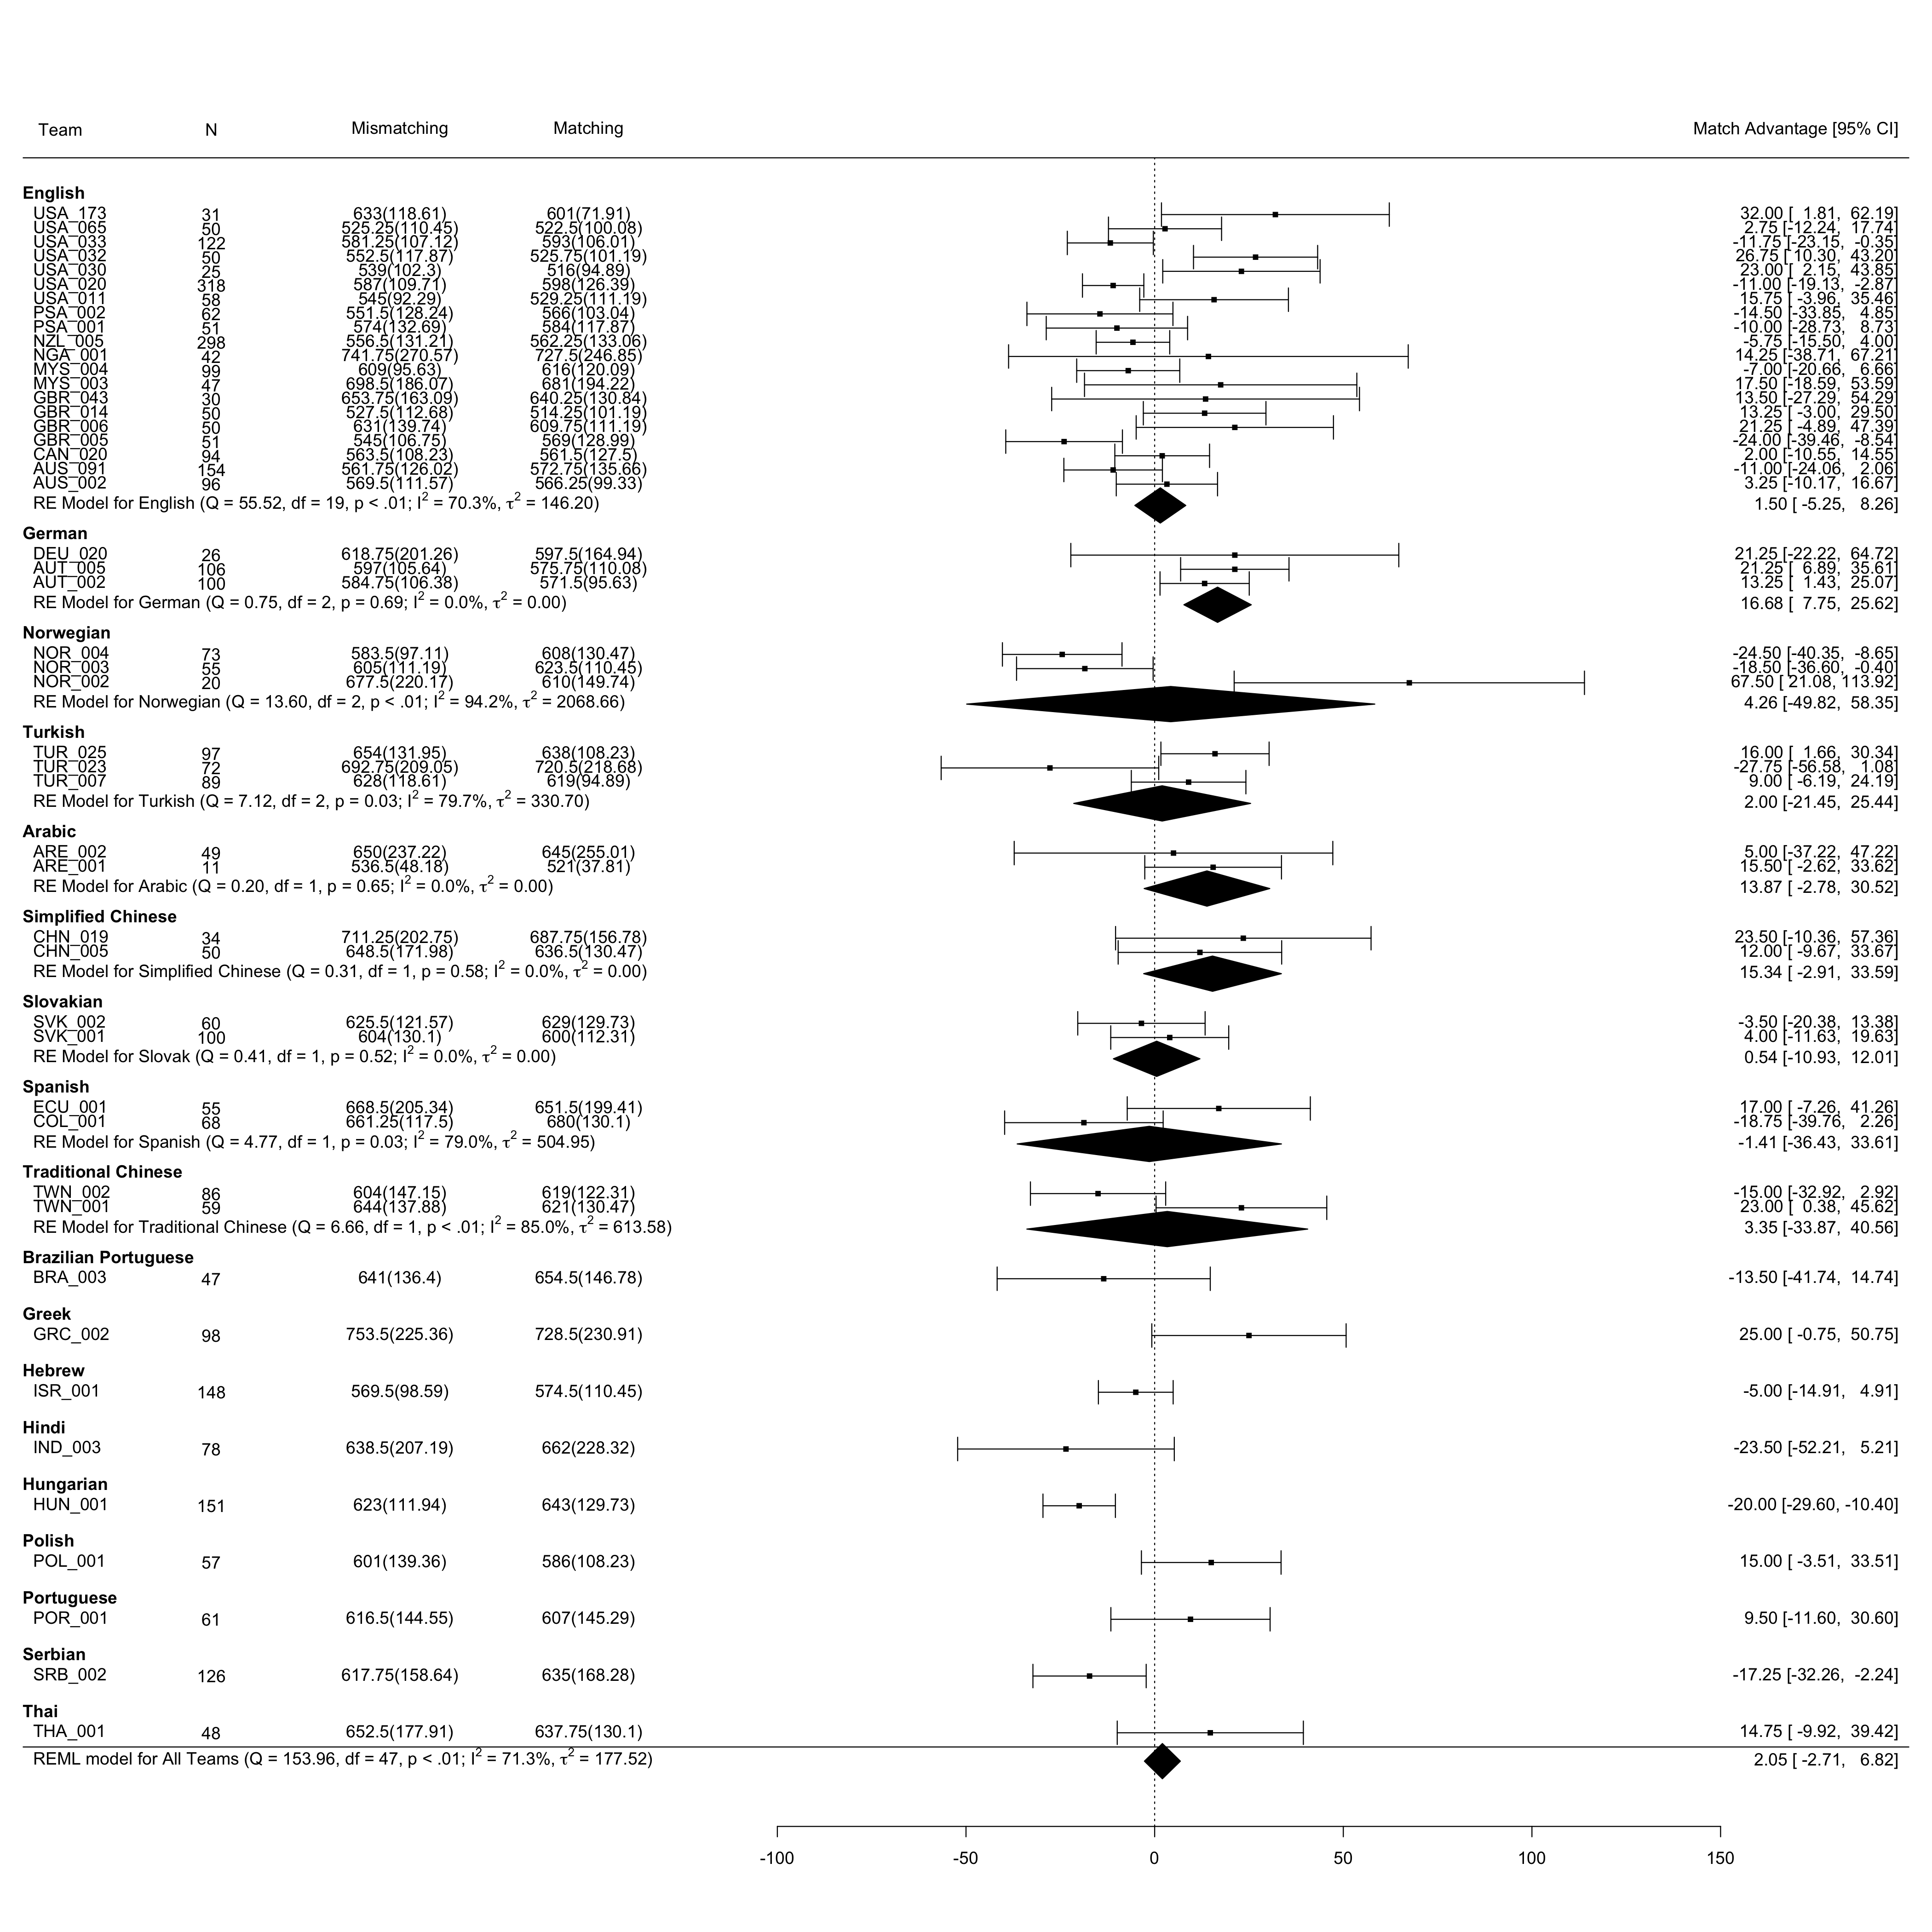 Team N Mismatching Matching Match Advantage [95% CI]
English
USA_173 31 633(118.61) 601(71.91) 32.00 [ 1.81, 62.19]
USA_065 50 525.25(110.45) 522.5(100.08) 2.75 [-12.24, 17.74]
USA_033 122 581.25(107.12) 593(106.01) -11.75 [-23.15, -0.35]
USA_032 50 552.5(117.87) 525.75(101.19) 26.75 [ 10.30, 43.20]
USA_030 25 539(102.3) 516(94.89) 23.00 [ 2.15, 43.85]
USA_020 318 587(109.71) 598(126.39) -11.00 [-19.13, -2.87]
USA_011 58 545(92.29) 529.25(111.19) 15.75 [ -3.96, 35.46]
PSA_002 62 551.5(128.24) 566(103.04) -14.50 [-33.85, 4.85]
PSA_001 51 574(132.69) 584(117.87) -10.00 [-28.73, 8.73]
NZL_005 298 556.5(131.21) 562.25(133.06) -5.75 [-15.50, 4.00]
NGA_001 42 741.75(270.57) 727.5(246.85) 14.25 [-38.71, 67.21]
MYS_004 99 609(95.63) 616(120.09) -7.00 [-20.66, 6.66]
MYS_003 47 698.5(186.07) 681(194.22) 17.50 [-18.59, 53.59]
GBR_043 30 653.75(163.09) 640.25(130.84) 13.50 [-27.29, 54.29]
GBR_014 50 527.5(112.68) 514.25(101.19) 13.25 [ -3.00, 29.50]
GBR_006 50 631(139.74) 609.75(111.19) 21.25 [ -4.89, 47.39]
GBR_005 51 545(106.75) 569(128.99) -24.00 [-39.46, -8.54]
CAN_020 94 563.5(108.23) 561.5(127.5) 2.00 [-10.55, 14.55]
AUS_091 154 561.75(126.02) 572.75(135.66) -11.00 [-24.06, 2.06]
AUS_002 96 569.5(111.57) 566.25(99.33) 3.25 [-10.17, 16.67]
RE Model for English (Q = 55.52, df = 19, p < .01; I² = 70.3%, τ² = 146.20) 1.50 [ -5.25, 8.26]
German
DEU_020 26 618.75(201.26) 597.5(164.94) 21.25 [-22.22, 64.72]
AUT_005 106 597(105.64) 575.75(110.08) 21.25 [ 6.89, 35.61]
AUT_002 100 584.75(106.38) 571.5(95.63) 13.25 [ 1.43, 25.07]
RE Model for German (Q = 0.75, df = 2, p = 0.69; I² = 0.0%, τ² = 0.00) 16.68 [ 7.75, 25.62]
Norwegian
NOR_004 73 583.5(97.11) 608(130.47) -24.50 [-40.35, -8.65]
NOR_003 55 605(111.19) 623.5(110.45) -18.50 [-36.60, -0.40]
NOR_002 20 677.5(220.17) 610(149.74) 67.50 [ 21.08, 113.92]
RE Model for Norwegian (Q = 13.60, df = 2, p < .01; I² = 94.2%, τ² = 2068.66) 4.26 [-49.82, 58.35]
Turkish
TUR_025 97 654(131.95) 638(108.23) 16.00 [ 1.66, 30.34]
TUR_023 72 692.75(209.05) 720.5(218.68) -27.75 [-56.58, 1.08]
TUR_007 89 628(118.61) 619(94.89) 9.00 [ -6.19, 24.19]
RE Model for Turkish (Q = 7.12, df = 2, p = 0.03; I² = 79.7%, τ² = 330.70) 2.00 [-21.45, 25.44]
Arabic
ARE_002 49 650(237.22) 645(255.01) 5.00 [-37.22, 47.22]
ARE_001 11 536.5(48.18) 521(37.81) 15.50 [ -2.62, 33.62]
RE Model for Arabic (Q = 0.20, df = 1, p = 0.65; I² = 0.0%, τ² = 0.00) 13.87 [ -2.78, 30.52]
Simplified Chinese
CHN_019 34 711.25(202.75) 687.75(156.78) 23.50 [-10.36, 57.36]
CHN_005 50 648.5(171.98) 636.5(130.47) 12.00 [ -9.67, 33.67]
RE Model for Simplified Chinese (Q = 0.31, df = 1, p = 0.58; I² = 0.0%, τ² = 0.00) 15.34 [ -2.91, 33.59]
Slovakian
SVK_002 60 625.5(121.57) 629(129.73) -3.50 [-20.38, 13.38]
SVK_001 100 604(130.1) 600(112.31) 4.00 [-11.63, 19.63]
RE Model for Slovak (Q = 0.41, df = 1, p = 0.52; I² = 0.0%, τ² = 0.00) 0.54 [-10.93, 12.01]
Spanish
ECU_001 55 668.5(205.34) 651.5(199.41) 17.00 [ -7.26, 41.26]
COL_001 68 661.25(117.5) 680(130.1) -18.75 [-39.76, 2.26]
RE Model for Spanish (Q = 4.77, df = 1, p = 0.03; I² = 79.0%, τ² = 504.95) -1.41 [-36.43, 33.61]
Traditional Chinese
TWN_002 86 604(147.15) 619(122.31) -15.00 [-32.92, 2.92]
TWN_001 59 644(137.88) 621(130.47) 23.00 [ 0.38, 45.62]
RE Model for Traditional Chinese (Q = 6.66, df = 1, p < .01; I² = 85.0%, τ² = 613.58) 3.35 [-33.87, 40.56]
Brazilian Portuguese
BRA_003 47 641(136.4) 654.5(146.78) -13.50 [-41.74, 14.74]
Greek
GRC_002 98 753.5(225.36) 728.5(230.91) 25.00 [ -0.75, 50.75]
Hebrew
ISR_001 148 569.5(98.59) 574.5(110.45) -5.00 [-14.91, 4.91]
Hindi
IND_003 78 638.5(207.19) 662(228.32) -23.50 [-52.21, 5.21]
Hungarian
HUN_001 151 623(111.94) 643(129.73) -20.00 [-29.60, -10.40]
Polish
POL_001 57 601(139.36) 586(108.23) 15.00 [ -3.51, 33.51]
Portuguese
POR_001 61 616.5(144.55) 607(145.29) 9.50 [-11.60, 30.60]
Serbian
SRB_002 126 617.75(158.64) 635(168.28) -17.25 [-32.26, -2.24]
Thai
THA_001 48 652.5(177.91) 637.75(130.1) 14.75 [ -9.92, 39.42]
REML model for All Teams (Q = 153.96, df = 47, p < .01; I² = 71.3%, τ² = 177.52) 2.05 [ -2.71, 6.82]
-100 -50 0 50 100 150